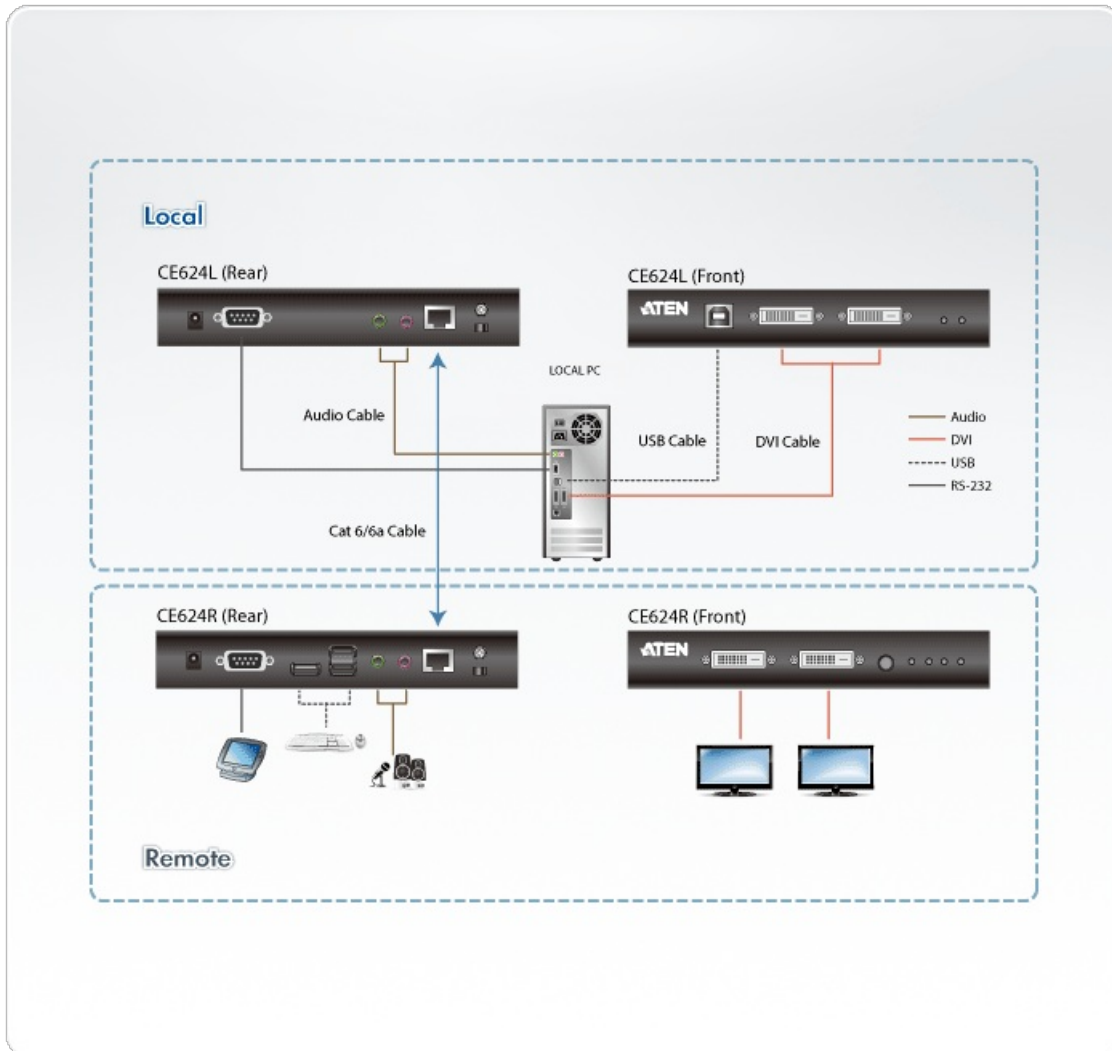 Local
CE624L (Rear)
CE624L (Front)
ATEN
LOCAL PC
Audio Cable
USB Cable
DVI Cable
Audio
DVI
USB
RS-232
Cat 6/6a Cable
CE624R (Rear)
CE624R (Front)
ATEN
Remote